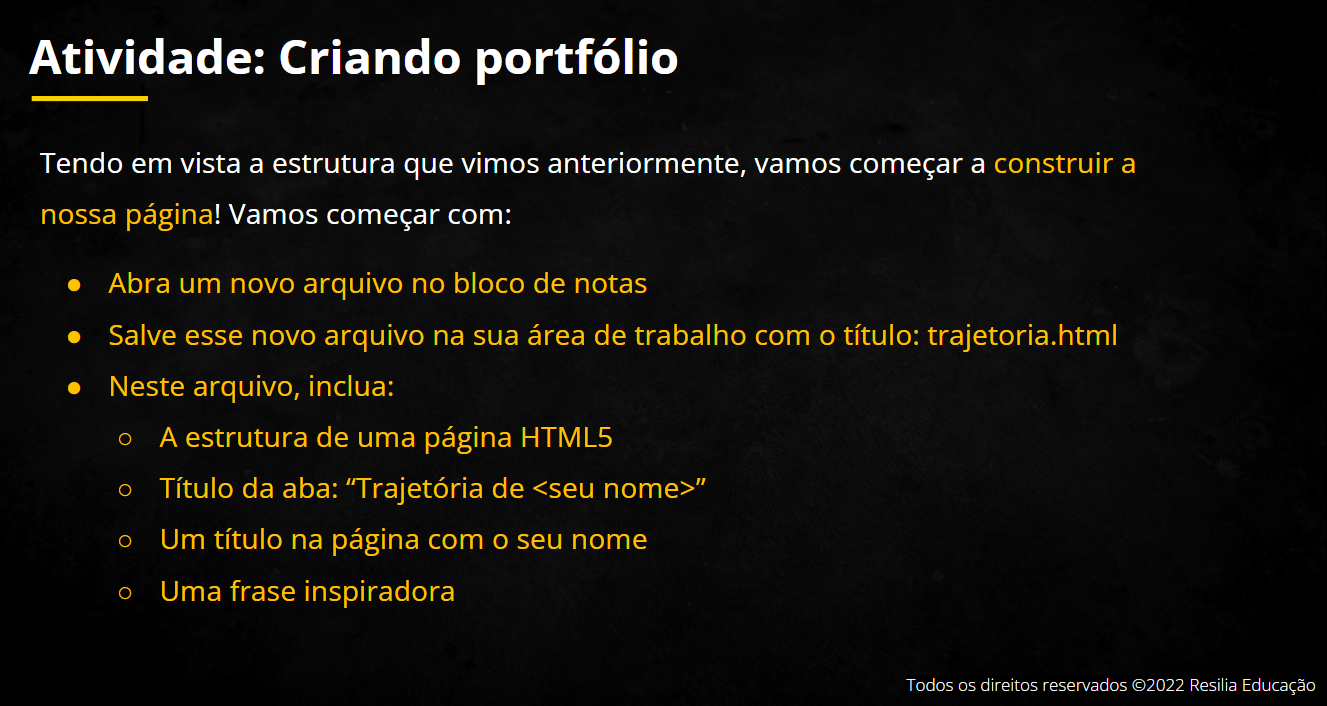 Atividade: Criando portfólio
Tendo em vista a estrutura que vimos anteriormente, vamos começar a construir a
nossa página! Vamos começar com:
● Abra um novo arquivo no bloco de notas
● Salve esse novo arquivo na sua área de trabalho com o título: trajetoria.html
● Neste arquivo, inclua:
○ A estrutura de uma página HTML5
○ Título da aba: “Trajetória de <seu nome>”
○ Um título na página com o seu nome
○ Uma frase inspiradora
Todos os direitos reservados ©2022 Resilia Educação